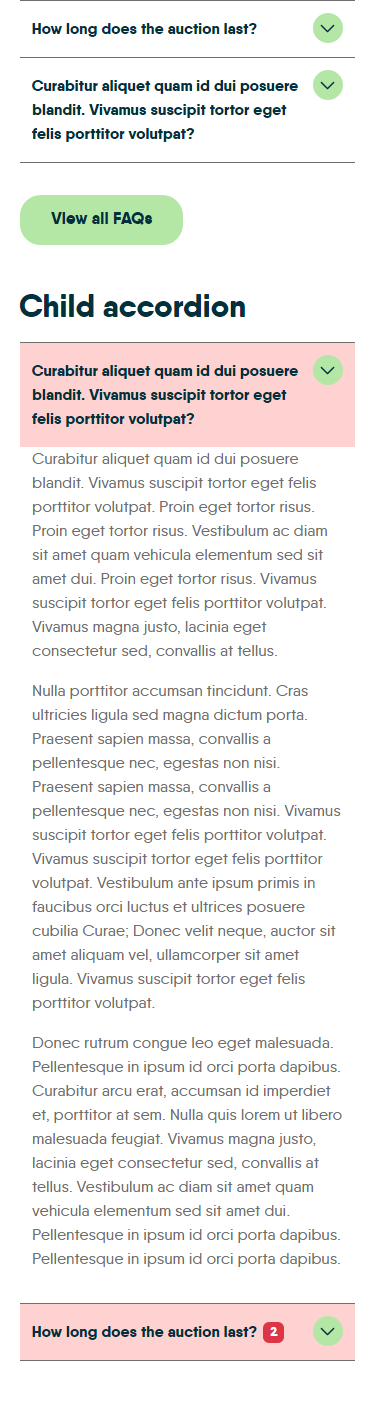 How long does the auction last?
Curabitur aliquet quam id dui posuere
blandit. Vivamus suscipit tortor eget
felis porttitor volutpat?
View all FAQs
Child accordion
Curabitur aliquet quam id dui posuere
blandit. Vivamus suscipit tortor eget
felis porttitor volutpat?
Curabitur aliquet quam id dui posuere
blandit. Vivamus suscipit tortor eget felis
porttitor volutpat. Proin eget tortor risus.
Proin eget tortor risus. Vestibulum ac diam
sit amet quam vehicula elementum sed sit
amet dui. Proin eget tortor risus. Vivamus
suscipit tortor eget felis porttitor volutpat.
Vivamus magna justo, lacinia eget
consectetur sed, convallis at tellus.
Nulla porttitor accumsan tincidunt. Cras
ultricies ligula sed magna dictum porta.
Praesent sapien massa, convallis a
pellentesque nec, egestas non nisi.
Praesent sapien massa, convallis a
pellentesque nec, egestas non nisi. Vivamus
suscipit tortor eget felis porttitor volutpat.
Vivamus suscipit tortor eget felis porttitor
volutpat. Vestibulum ante ipsum primis in
faucibus orci luctus et ultrices posuere
cubilia Curae; Donec velit neque, auctor sit
amet aliquam vel, ullamcorper sit amet
ligula. Vivamus suscipit tortor eget felis
porttitor volutpat.
Donec rutrum congue leo eget malesuada.
Pellentesque in ipsum id orci porta dapibus.
Curabitur arcu erat, accumsan id imperdiet
et, porttitor at sem. Nulla quis lorem ut libero
malesuada feugiat. Vivamus magna justo,
lacinia eget consectetur sed, convallis at
tellus. Vestibulum ac diam sit amet quam
vehicula elementum sed sit amet dui.
Pellentesque in ipsum id orci porta dapibus.
Pellentesque in ipsum id orci porta dapibus.
How long does the auction last? 2